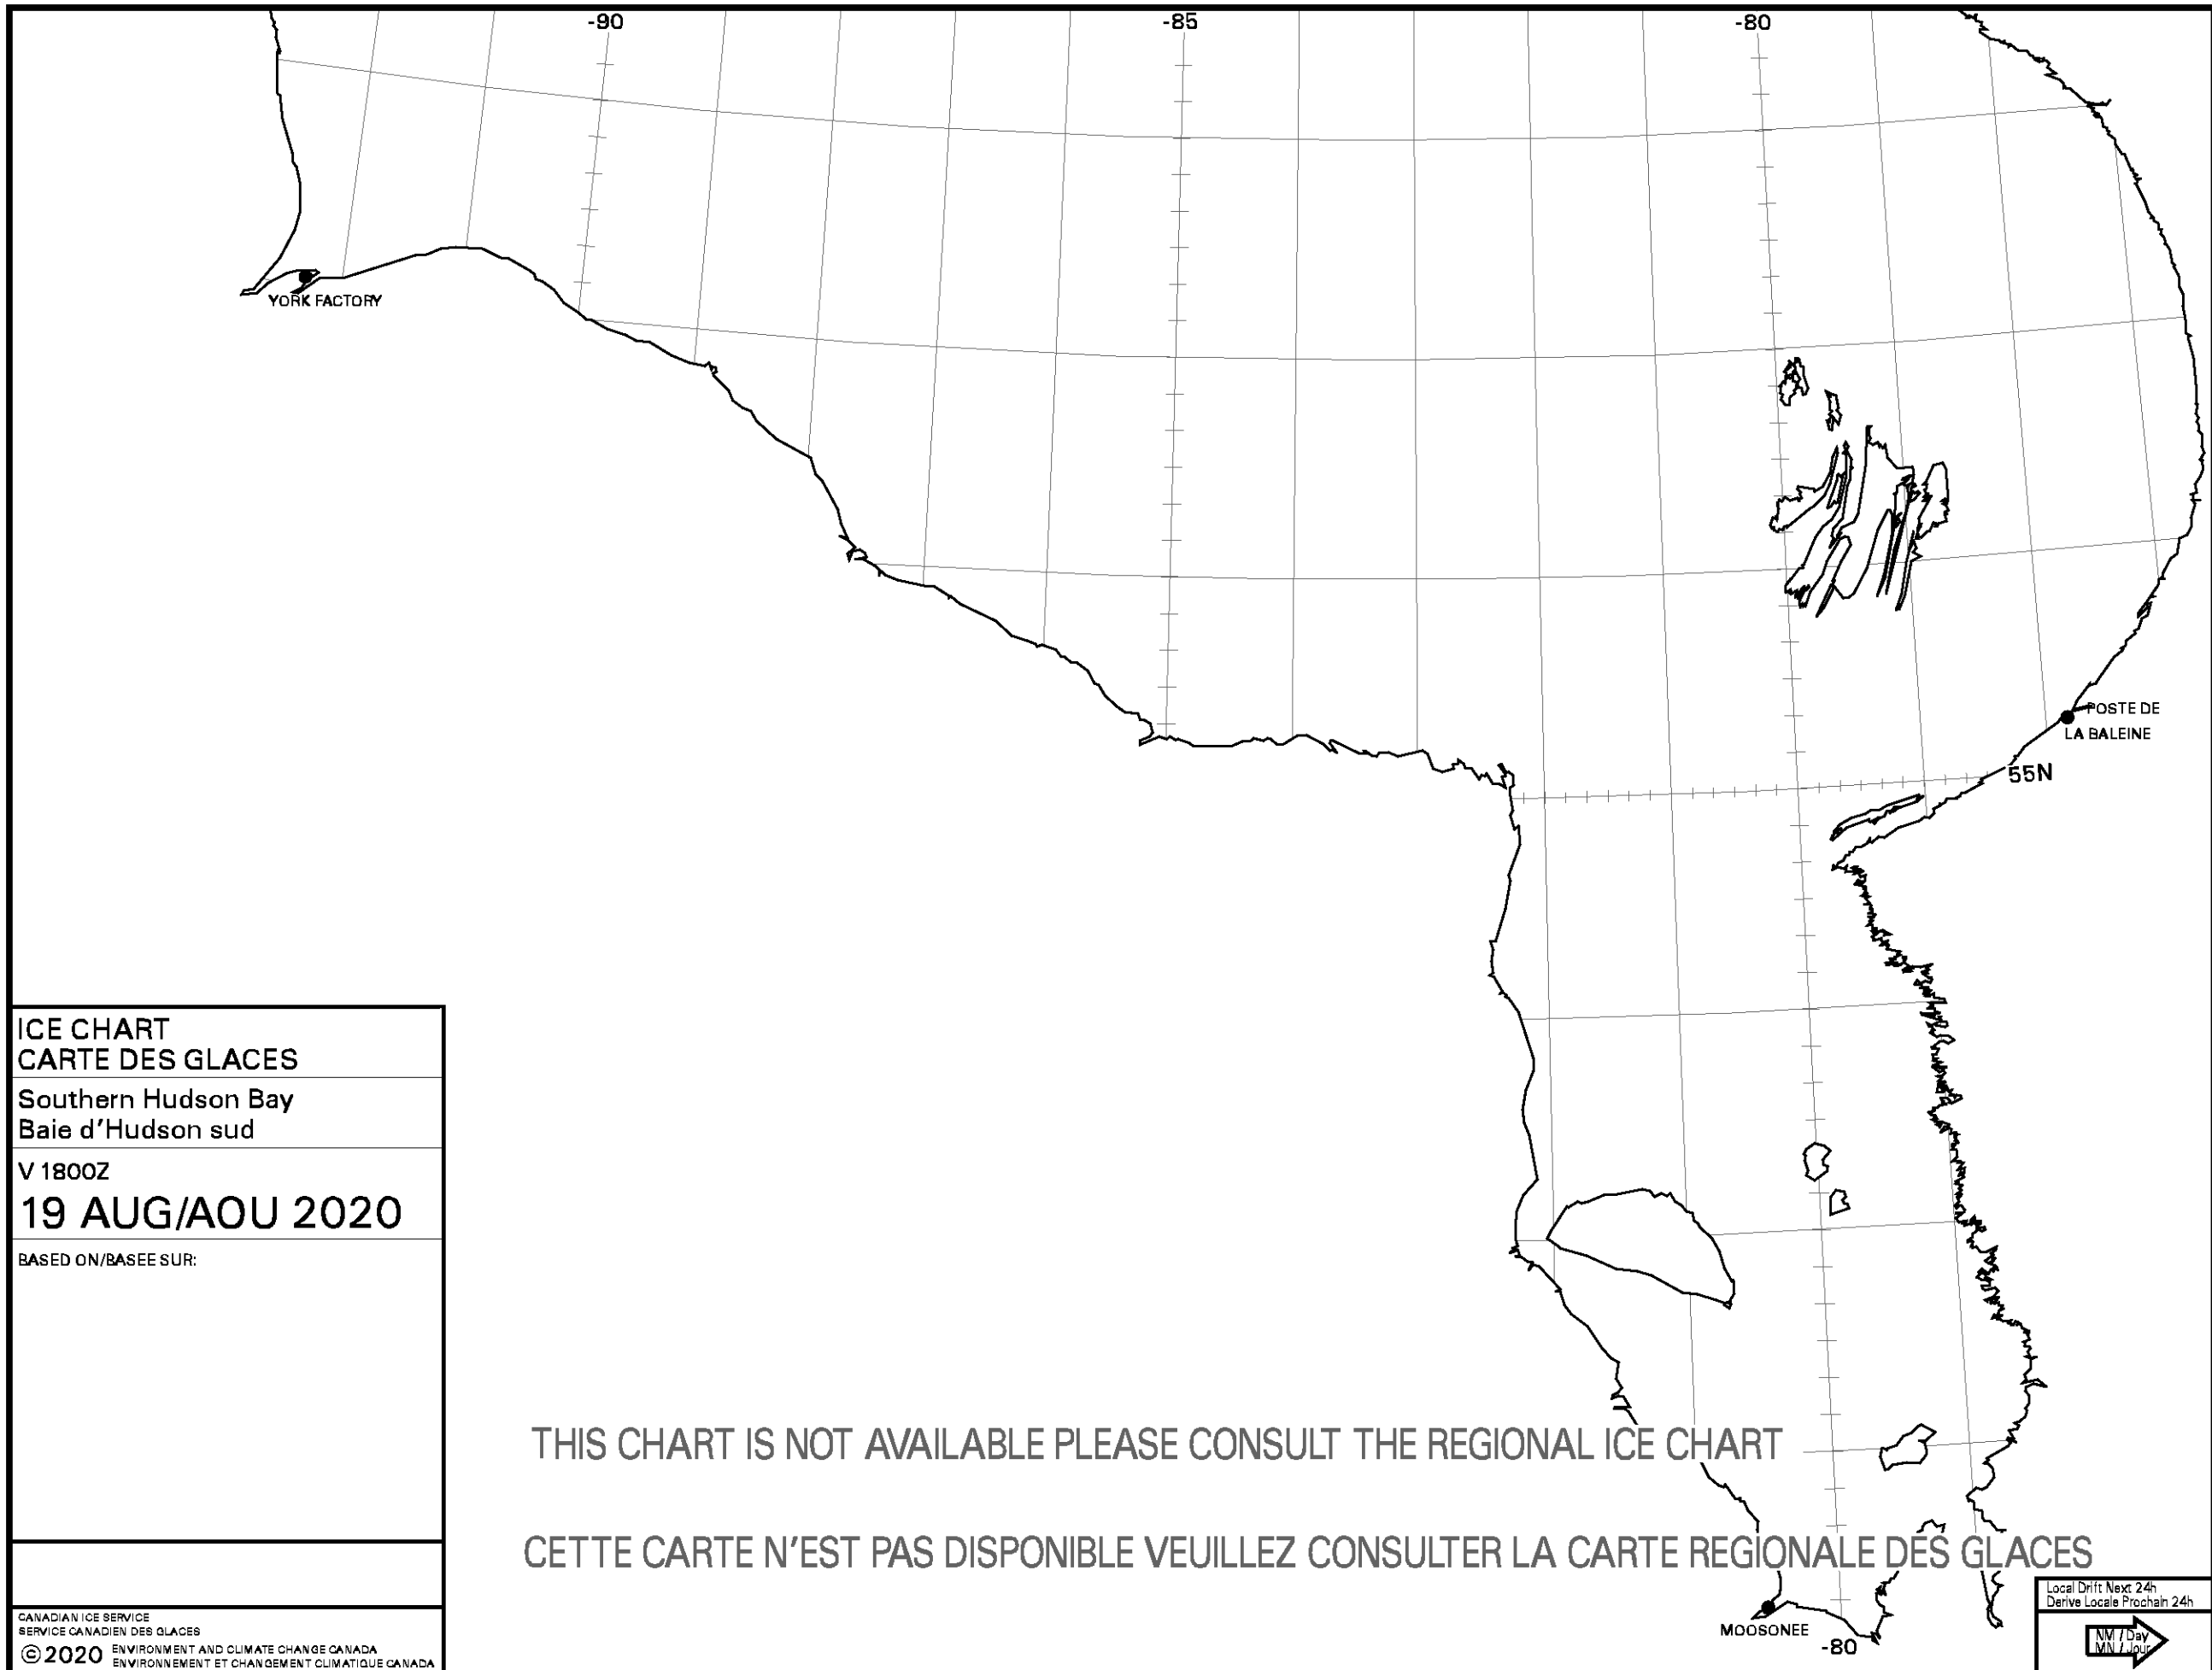 -90
-85
-80
YORK FACTORY
POSTE DE
LA BALEINE
55N
ICE CHART
CARTE DES GLACES
Southern Hudson Bay
Baie d'Hudson sud
V 1800Z
19 AUG/AOU 2020
BASED ON/BASEE SUR:
THIS CHART IS NOT AVAILABLE PLEASE CONSULT THE REGIONAL ICE CHART
CETTE CARTE N'EST PAS DISPONIBLE VEUILLEZ CONSULTER LA CARTE REGIONALE DES GLACES
MOOSONEE
-80
CANADIAN ICE SERVICE
SERVICE CANADIEN DES GLACES
©2020 ENVIRONMENT AND CLIMATE CHANGE CANADA
ENVIRONNEMENT ET CHANGEMENT CLIMATIQUE CANADA
Local Drift Next 24h
Derive Locale Prochain 24h
NM / Day
MN / Jour